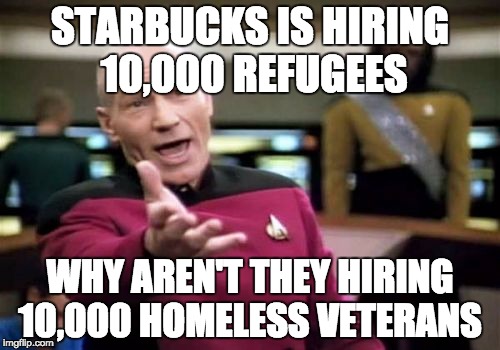 STARBUCKS IS HIRING
10,000 REFUGEES
WHY AREN'T THEY HIRING
10,000 HOMELESS VETERANS
imgflip.com